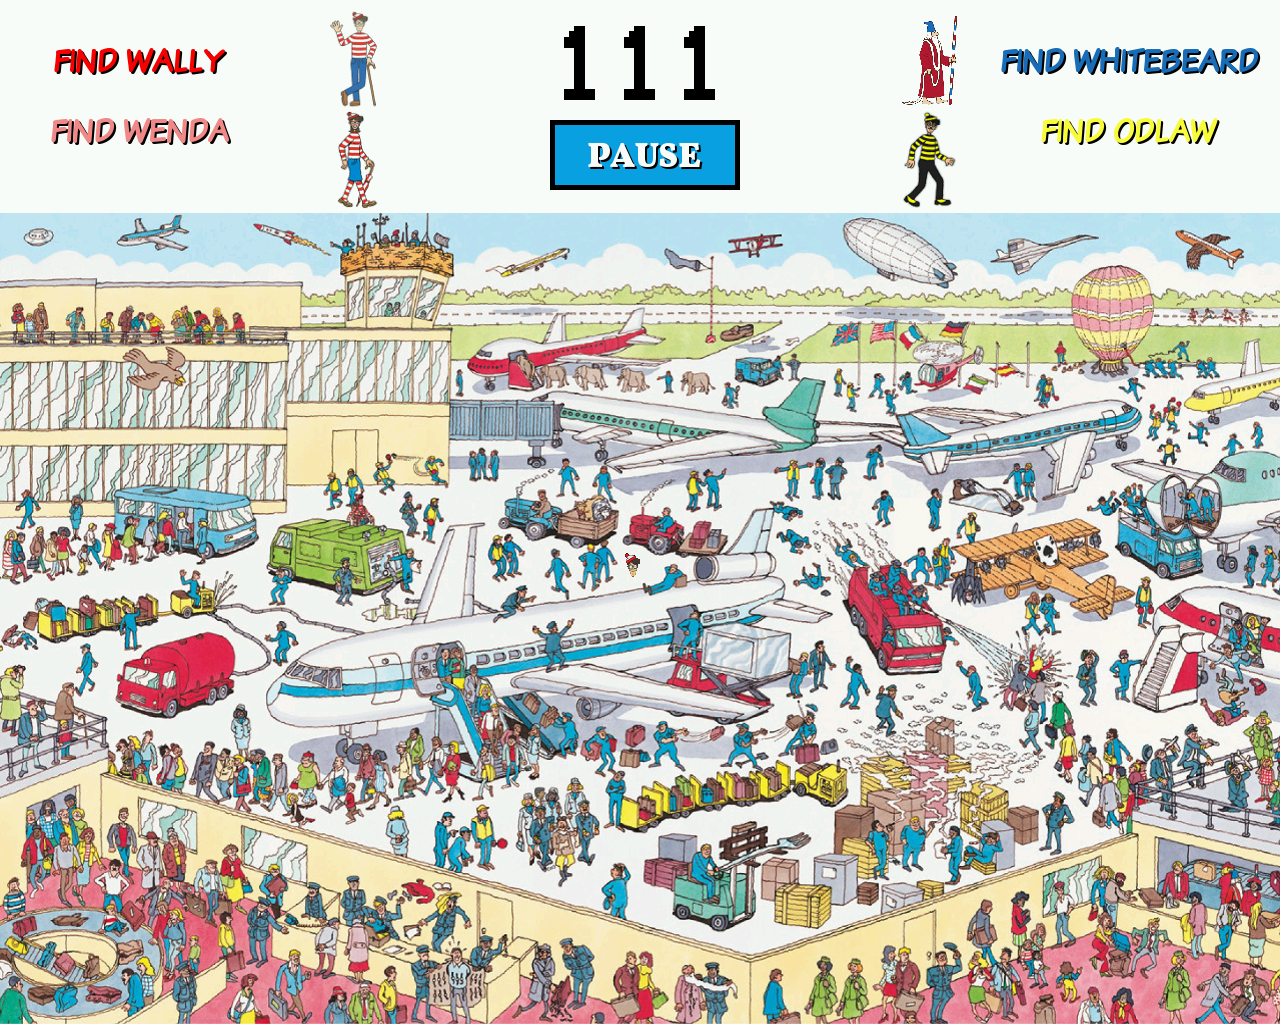 FIND WALLY
FIND WENDA
111
PAUSE
FIND WHITEBEARD
FIND ODLAW